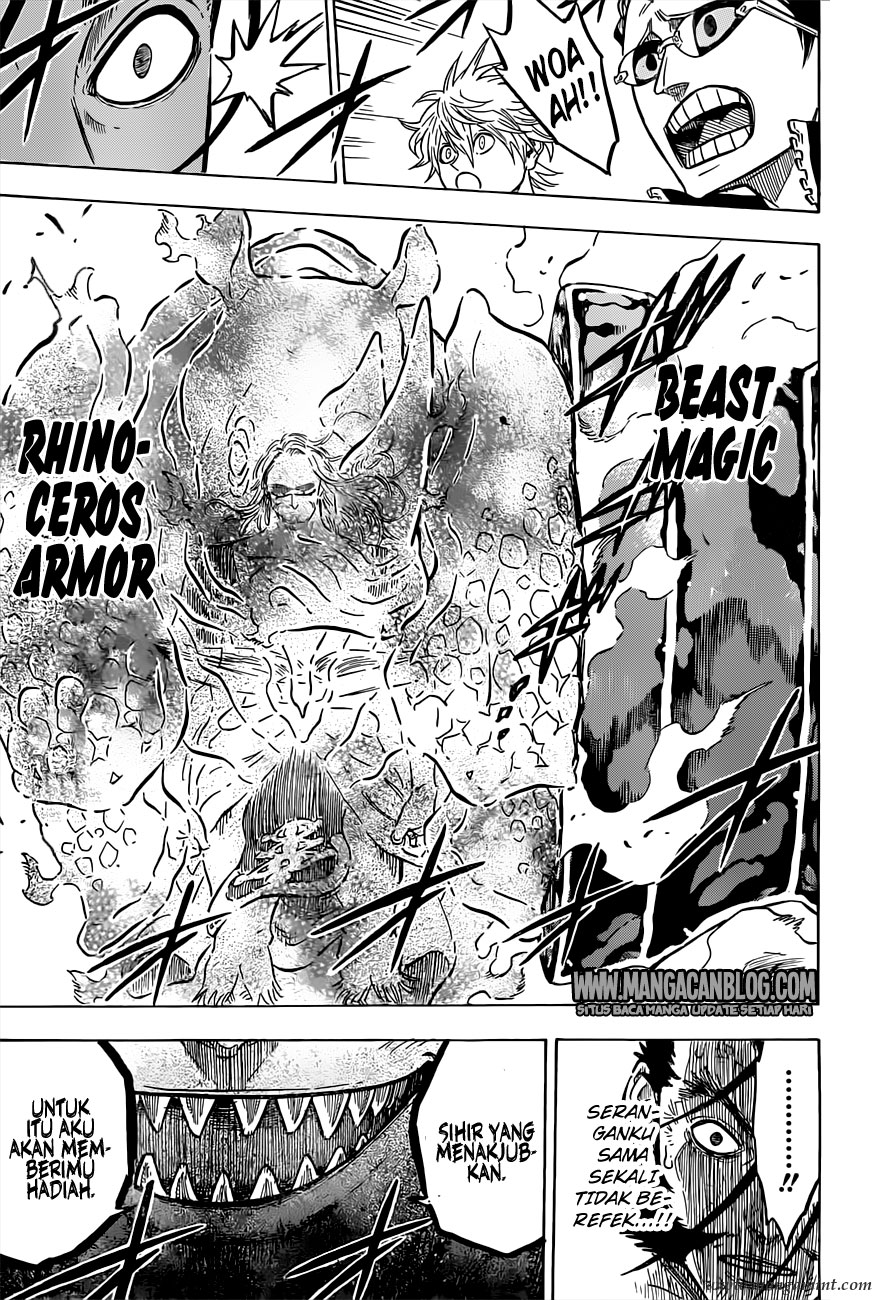 WOA
AH!!
BEAST
MAGIC
RHINO-
CEROS
ARMOR
WWW.MANGACANBLOG.COM
SITUS BACA MANGA UPDATE SETIAP HARI
........!!
SERAN-
GANKU
SAMA
SEKALI
TIDAK BE-
REFEK...!!
SIHIR YANG
MENAKJUB-
KAN.
UNTUK
ITU AKU
AKAN MEM-
BERIMU
HADIAH.